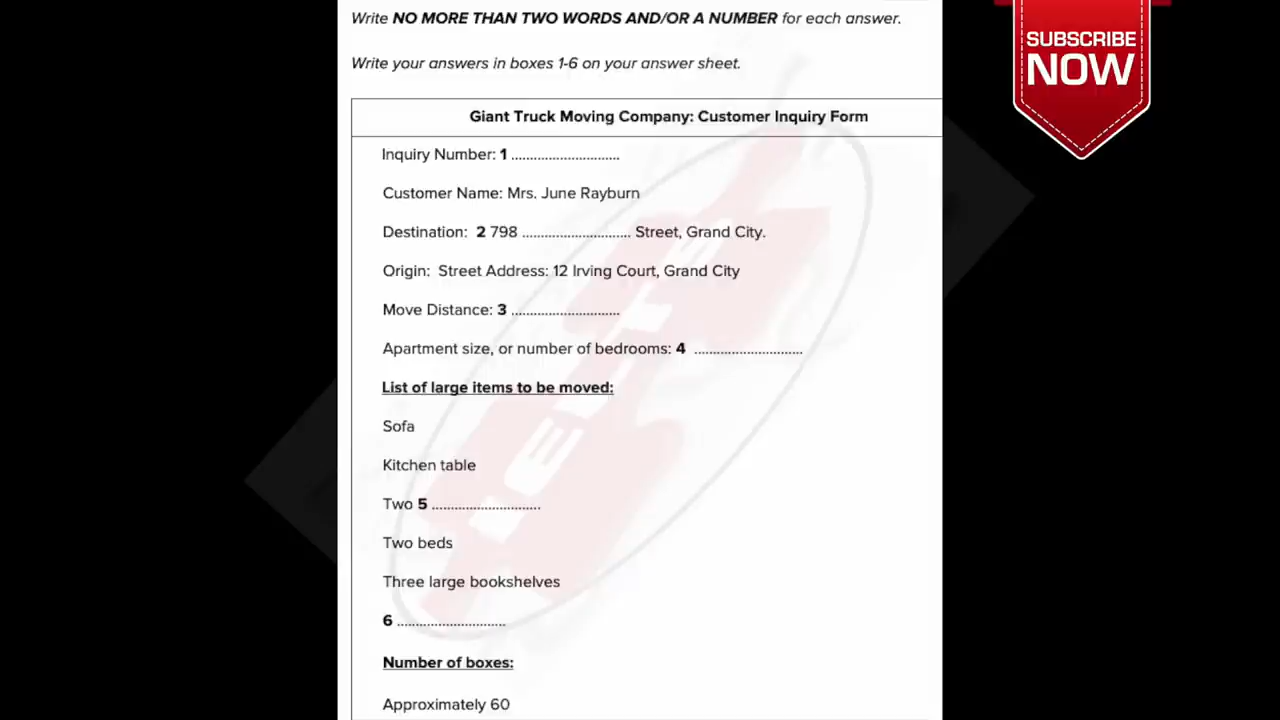 Write NO MORE THAN TWO WORDS AND/OR A NUMBER for each answer.
Write your answers in boxes 1-6 on your answer sheet.
SUBSCRIBE
NOW
Giant Truck Moving Company: Customer Inquiry Form
Inquiry Number: 1 ...........................
Customer Name: Mrs. June Rayburn
Destination: 2 798 ........................... Street, Grand City.
Origin: Street Address: 12 Irving Court, Grand City
Move Distance: 3 ...........................
Apartment size, or number of bedrooms: 4 ...........................
List of large items to be moved:
Sofa
Kitchen table
Two 5 ...........................
Two beds
Three large bookshelves
6 ...........................
Number of boxes:
Approximately 60
IELTS